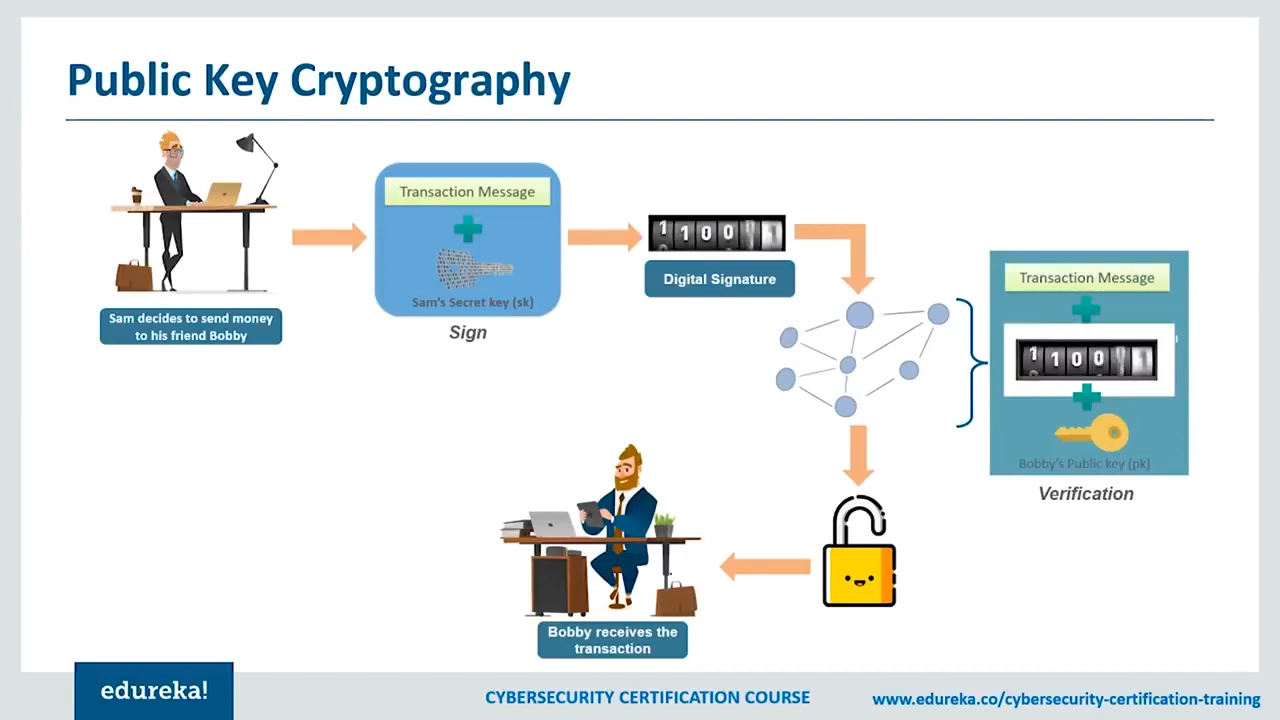 Public Key Cryptography
Transaction Message
Sam's Secret key (sk)
Sign
Sam decides to send money
to his friend Bobby
Digital Signature
Transaction Message
Bobby's Public key (pk)
Verification
Bobby receives the
transaction
edureka!
CYBERSECURITY CERTIFICATION COURSE
www.edureka.co/cybersecurity-certification-training